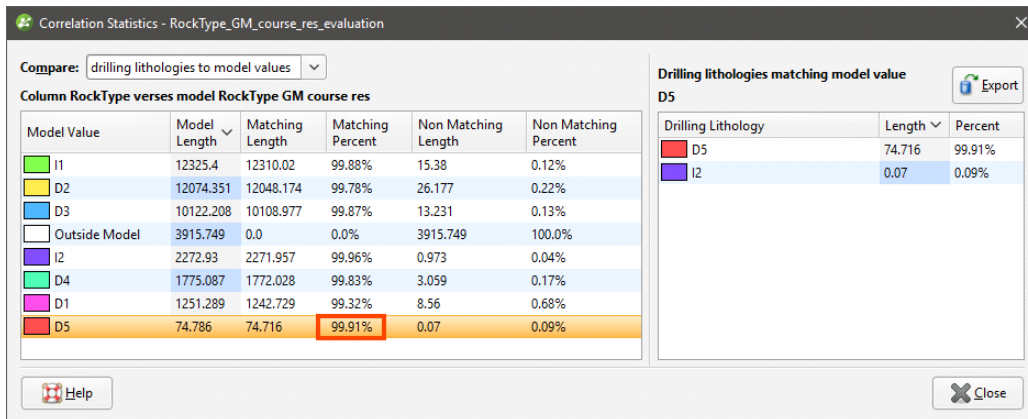 Correlation Statistics - RockType_GM_course_res_evaluation
Compare: drilling lithologies to model values
Column RockType verses model RockType GM course res
Model Value Model Length Matching Length Matching Percent Non Matching Length Non Matching Percent
I1 12325.4 12310.02 99.88% 15.38 0.12%
D2 12074.351 12048.174 99.78% 26.177 0.22%
D3 10122.208 10108.977 99.87% 13.231 0.13%
Outside Model 3915.749 0.0 0.0% 3915.749 100.0%
I2 2272.93 2271.957 99.96% 0.973 0.04%
D4 1775.087 1772.028 99.83% 3.059 0.17%
D1 1251.289 1242.729 99.32% 8.56 0.68%
D5 74.786 74.716 99.91% 0.07 0.09%
Drilling lithologies matching model value
D5
Export
Drilling Lithology Length Percent
D5 74.716 99.91%
I2 0.07 0.09%
Help
Close